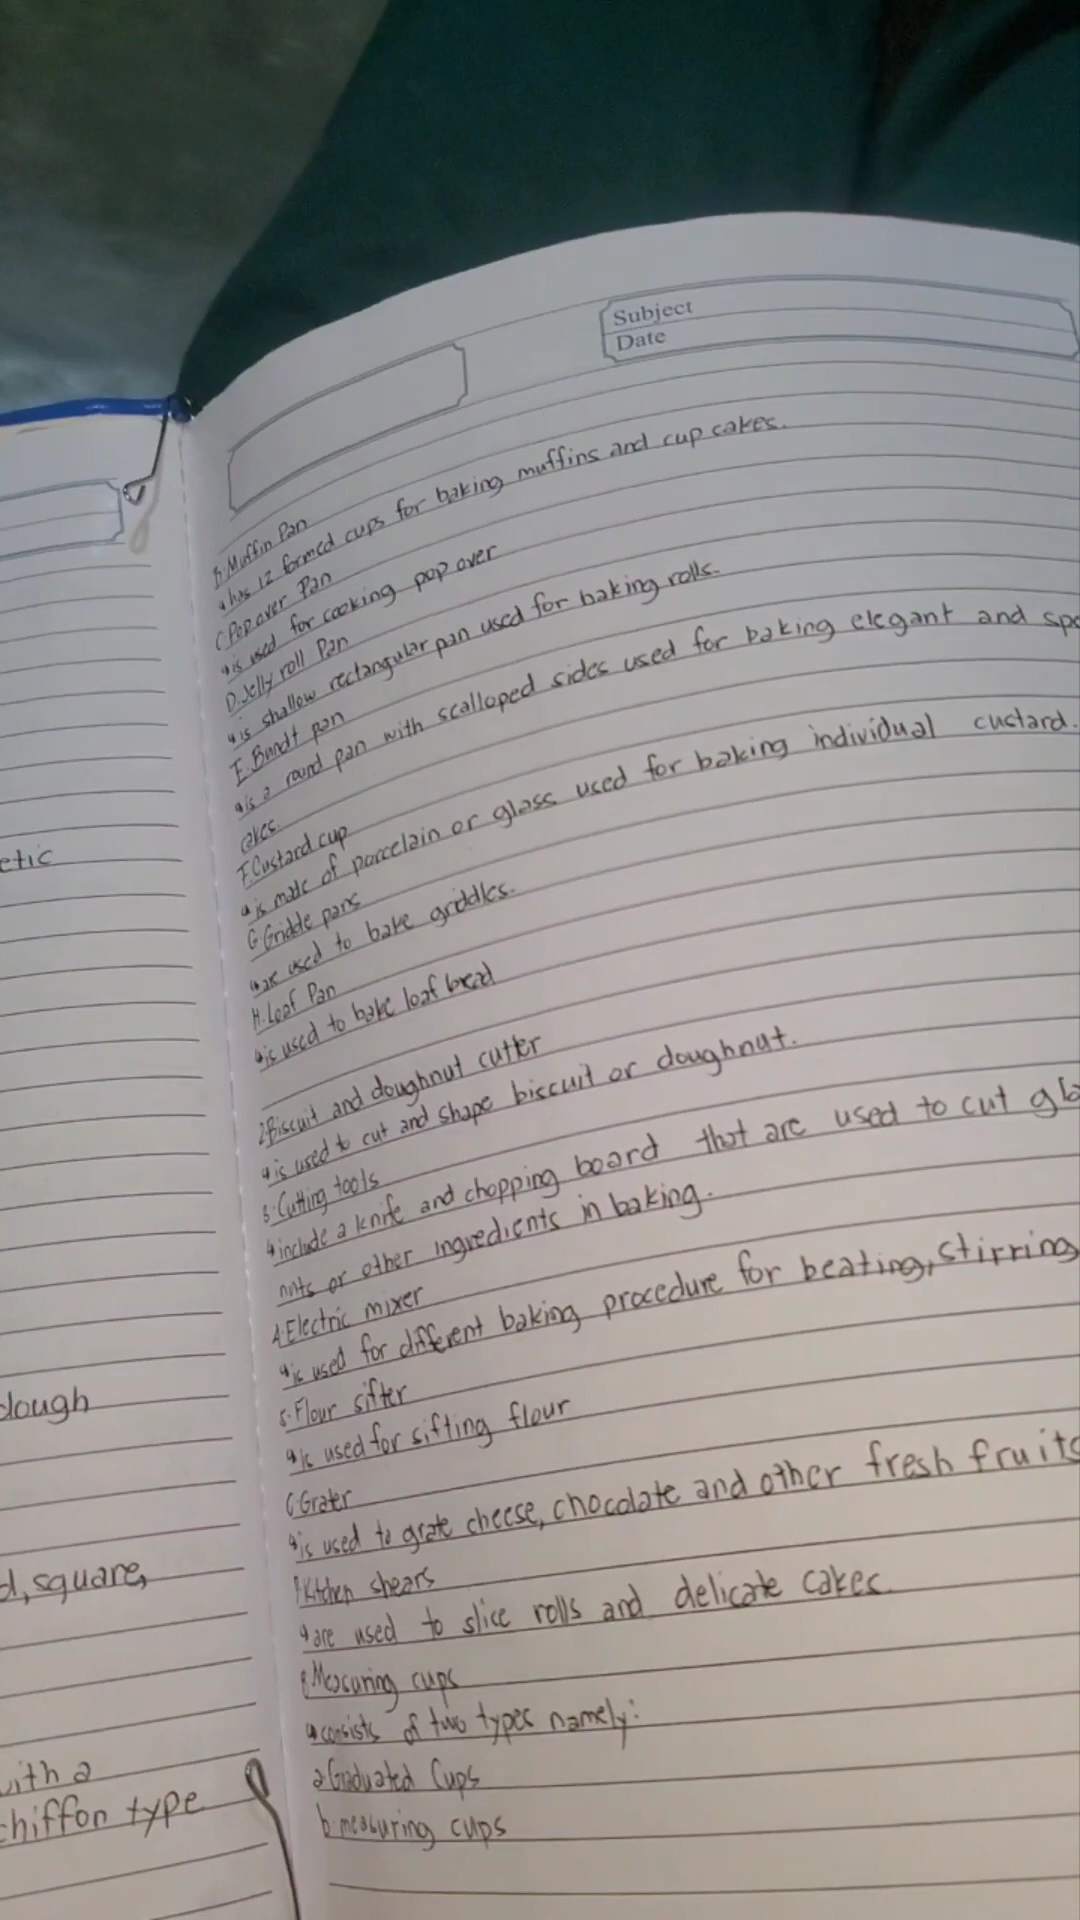 Subject
Date
B.Muffin Pan
↳has 12 formed cups for baking muffins and cup cakes.
C.Popover Pan
↳is used for cooking pop over
D.Jelly roll Pan
↳is shallow rectangular pan used for baking rolls.
E.Bundt pan
↳is a round pan with scalloped sides used for baking elegant and spe
cakes.
F.Custard cup
↳is made of porcelain or glass used for baking individual custard.
G.Gridde pans
↳are used to bake griddles.
H.Loaf Pan
↳is used to bake loaf bread
2.Biscuit and doughnut cutter
↳is used to cut and shape biscuit or doughnut.
3.Cutting tools
↳include a knife and chopping board that are used to cut gla
nuts or other ingredients in baking.
4.Electric mixer
↳is used for different baking procedure for beating, stirring
5.Flour sifter
↳is used for sifting flour
6.Grater
↳is used to grate cheese, chocolate and other fresh fruits
7.Kitchen shears
↳are used to slice rolls and delicate cakes.
8.Measuring cups
↳consists of two types namely:
a.Graduated Cups
b.measuring cups
etic
dough
d, square,
with a
chiffon type